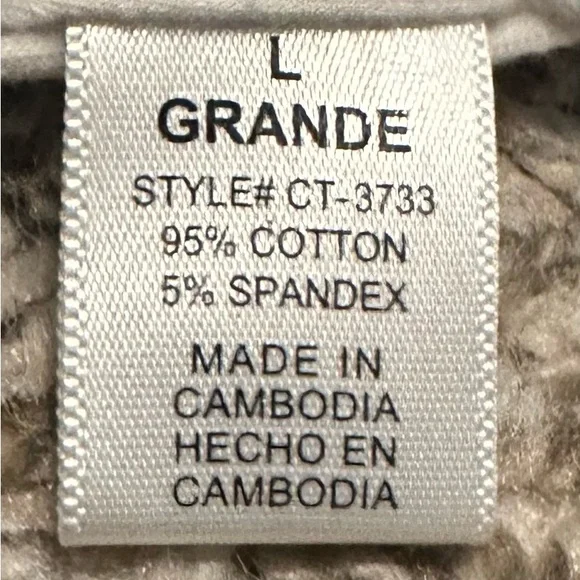 L
GRANDE
STYLE# CT-3733
95% COTTON
5% SPANDEX
MADE IN
CAMBODIA
HECHO EN
CAMBODIA